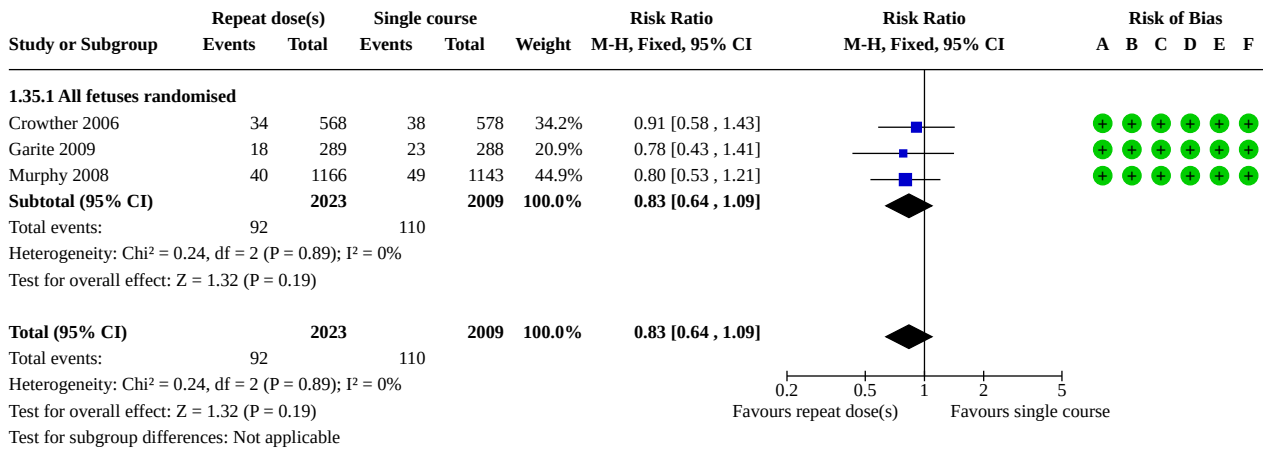 Repeat dose(s) Single course Risk Ratio Risk Ratio Risk of Bias
Study or Subgroup Events Total Events Total Weight M-H, Fixed, 95% CI M-H, Fixed, 95% CI A B C D E F
1.35.1 All fetuses randomised
Crowther 2006 34 568 38 578 34.2% 0.91 [0.58 , 1.43] + + + + + +
Garite 2009 18 289 23 288 20.9% 0.78 [0.43 , 1.41] + + + + + +
Murphy 2008 40 1166 49 1143 44.9% 0.80 [0.53 , 1.21] + + + + + +
Subtotal (95% CI) 2023 2009 100.0% 0.83 [0.64 , 1.09]
Total events: 92 110
Heterogeneity: Chi² = 0.24, df = 2 (P = 0.89); I² = 0%
Test for overall effect: Z = 1.32 (P = 0.19)
Total (95% CI) 2023 2009 100.0% 0.83 [0.64 , 1.09]
Total events: 92 110
Heterogeneity: Chi² = 0.24, df = 2 (P = 0.89); I² = 0%
0.2 0.5 1 2 5
Test for overall effect: Z = 1.32 (P = 0.19) Favours repeat dose(s) Favours single course
Test for subgroup differences: Not applicable